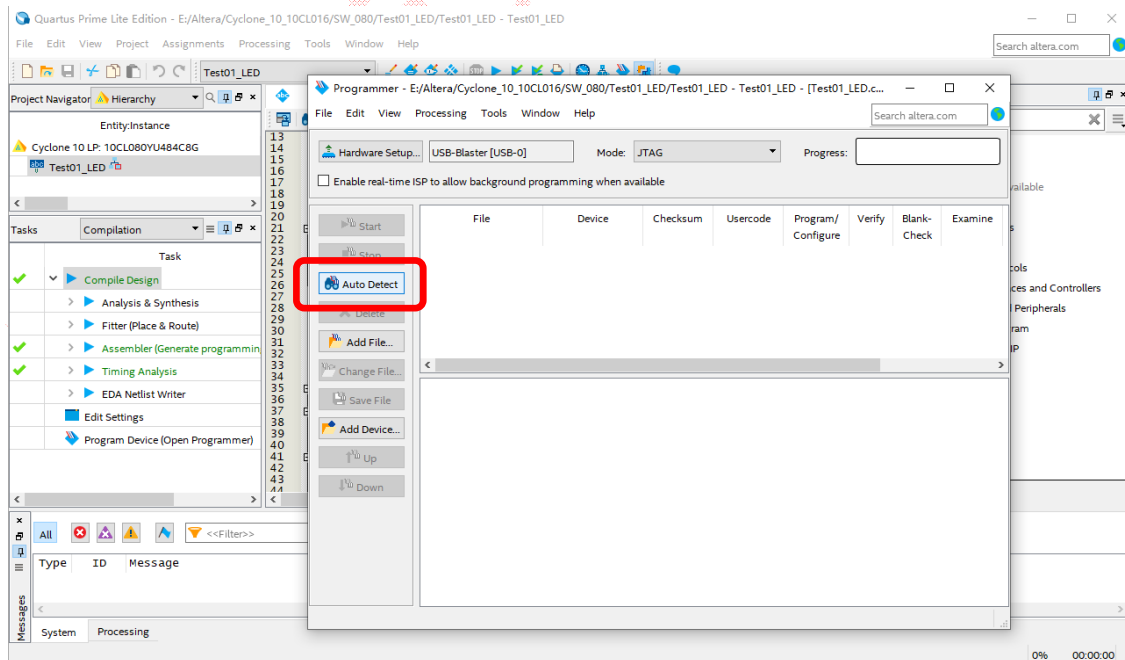 Quartus Prime Lite Edition - E:/Altera/Cyclone_10_10CL016/SW_080/Test01_LED/Test01_LED - Test01_LED
File Edit View Project Assignments Processing Tools Window Help
Search altera.com
Test01_LED
Project Navigator Hierarchy
Entity:Instance
Cyclone 10 LP: 10CL080YU484C8G
Test01_LED
Tasks Compilation
Task
Compile Design
Analysis & Synthesis
Fitter (Place & Route)
Assembler (Generate programmin
Timing Analysis
EDA Netlist Writer
Edit Settings
Program Device (Open Programmer)
13
14
15
16
17
18
19
20
21
22
23
24
25
26
27
28
29
30
31
32
33
34
35
36
37
38
39
40
41
42
43
44
Programmer - E:/Altera/Cyclone_10_10CL016/SW_080/Test01_LED/Test01_LED - Test01_LED - [Test01_LED.c...
File Edit View Processing Tools Window Help
Search altera.com
Hardware Setup... USB-Blaster [USB-0] Mode: JTAG Progress:
Enable real-time ISP to allow background programming when available
Start
Stop
Auto Detect
Delete
Add File...
Change File...
Save File
Add Device...
Up
Down
File Device Checksum Usercode Program/ Verify Blank- Examine
Configure Check
vailable
s
cols
ces and Controllers
l Peripherals
ram
IP
All <<Filter>>
Type ID Message
Messages
System Processing
0% 00:00:00